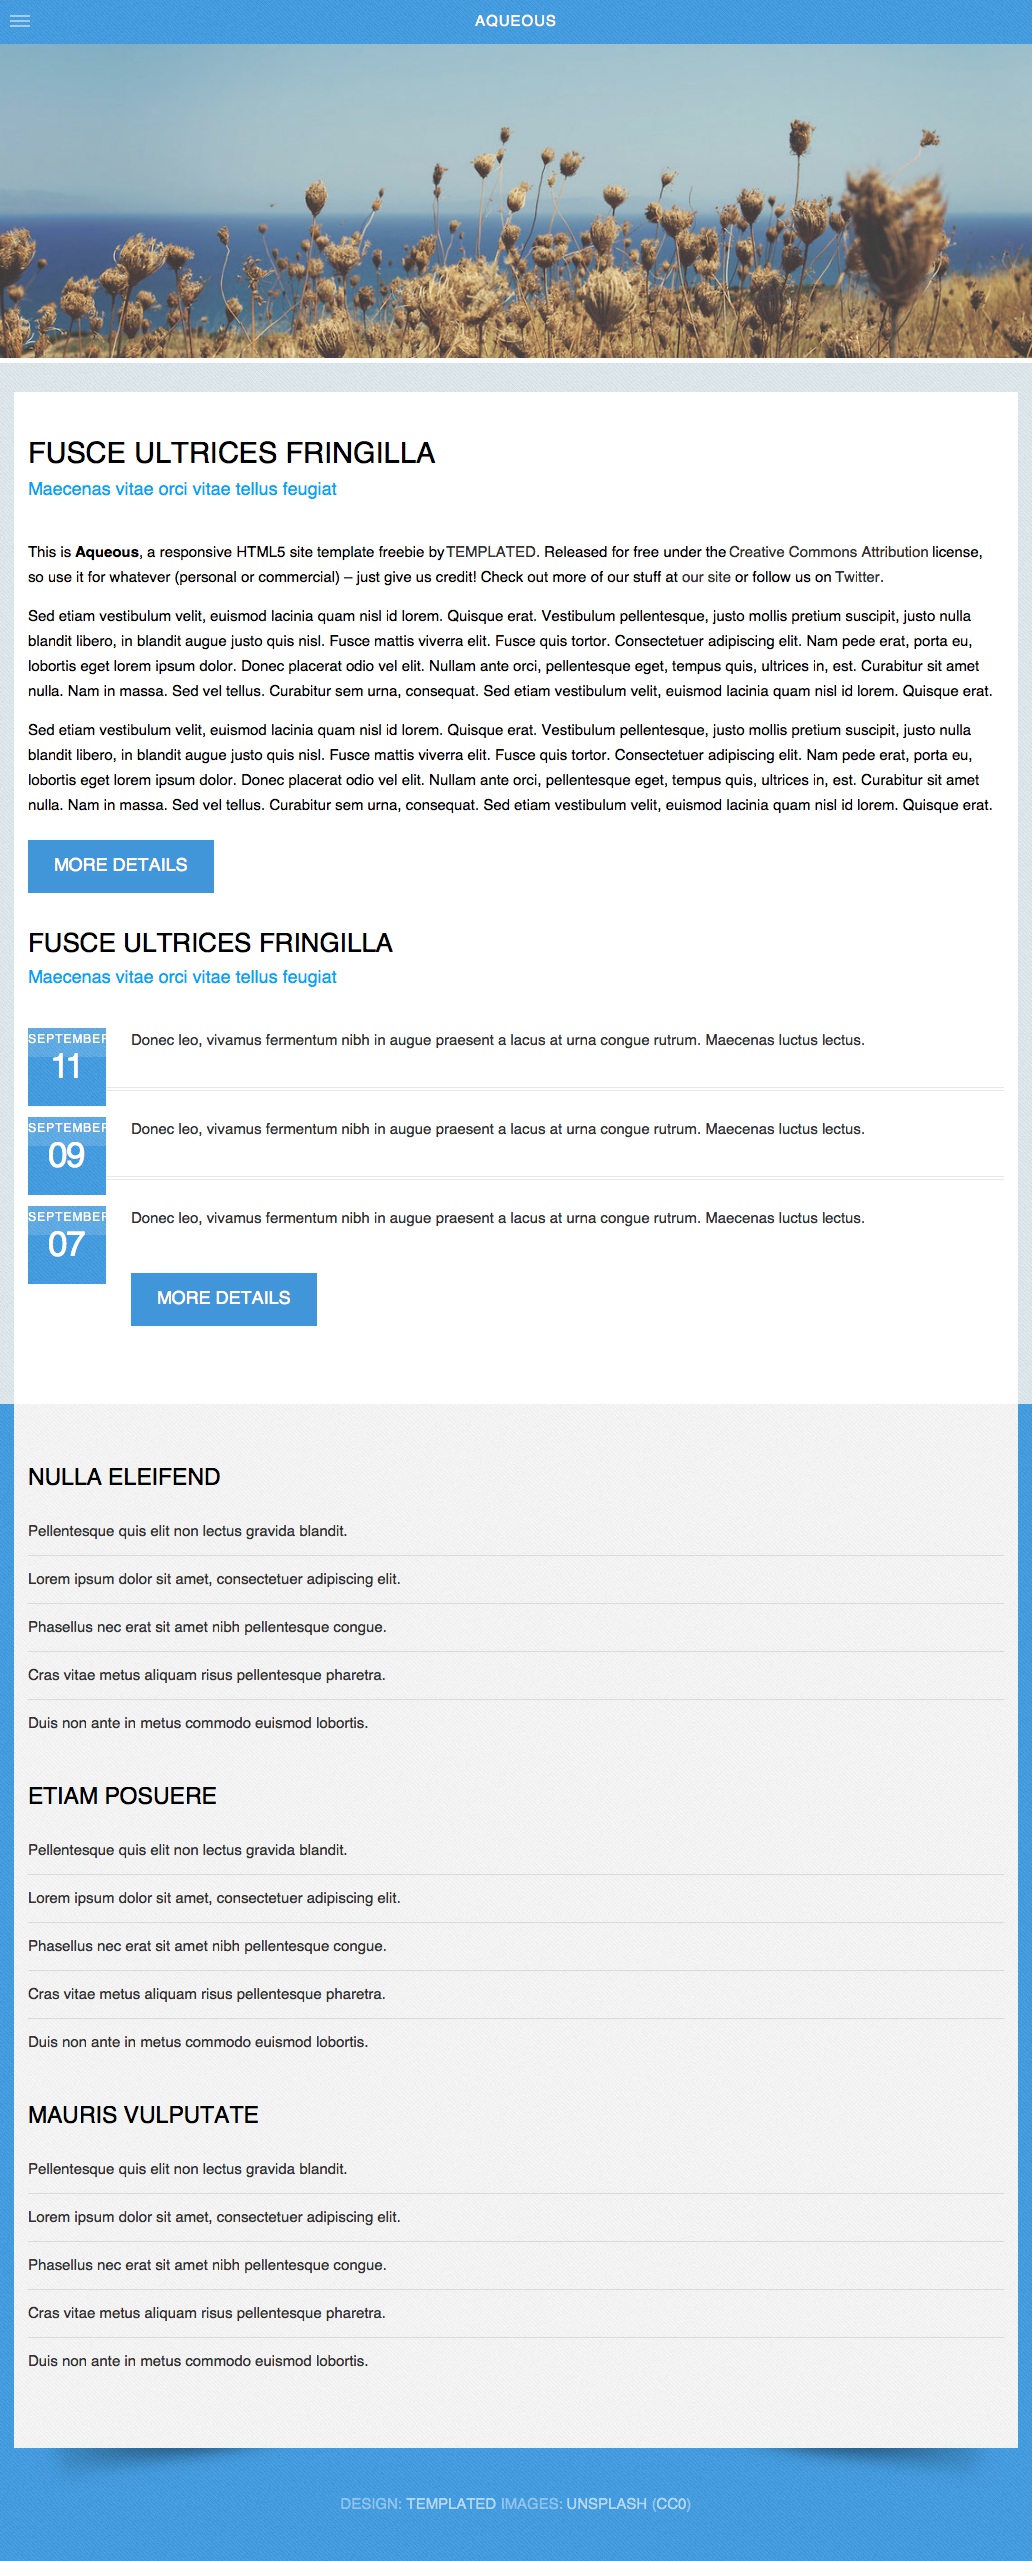 AQUEOUS
FUSCE ULTRICES FRINGILLA
Maecenas vitae orci vitae tellus feugiat
This is Aqueous, a responsive HTML5 site template freebie by TEMPLATED. Released for free under the Creative Commons Attribution license,
so use it for whatever (personal or commercial) – just give us credit! Check out more of our stuff at our site or follow us on Twitter.
Sed etiam vestibulum velit, euismod lacinia quam nisl id lorem. Quisque erat. Vestibulum pellentesque, justo mollis pretium suscipit, justo nulla
blandit libero, in blandit augue justo quis nisl. Fusce mattis viverra elit. Fusce quis tortor. Consectetuer adipiscing elit. Nam pede erat, porta eu,
lobortis eget lorem ipsum dolor. Donec placerat odio vel elit. Nullam ante orci, pellentesque eget, tempus quis, ultrices in, est. Curabitur sit amet
nulla. Nam in massa. Sed vel tellus. Curabitur sem urna, consequat. Sed etiam vestibulum velit, euismod lacinia quam nisl id lorem. Quisque erat.
Sed etiam vestibulum velit, euismod lacinia quam nisl id lorem. Quisque erat. Vestibulum pellentesque, justo mollis pretium suscipit, justo nulla
blandit libero, in blandit augue justo quis nisl. Fusce mattis viverra elit. Fusce quis tortor. Consectetuer adipiscing elit. Nam pede erat, porta eu,
lobortis eget lorem ipsum dolor. Donec placerat odio vel elit. Nullam ante orci, pellentesque eget, tempus quis, ultrices in, est. Curabitur sit amet
nulla. Nam in massa. Sed vel tellus. Curabitur sem urna, consequat. Sed etiam vestibulum velit, euismod lacinia quam nisl id lorem. Quisque erat.
MORE DETAILS
FUSCE ULTRICES FRINGILLA
Maecenas vitae orci vitae tellus feugiat
SEPTEMBER
11
Donec leo, vivamus fermentum nibh in augue praesent a lacus at urna congue rutrum. Maecenas luctus lectus.
SEPTEMBER
09
Donec leo, vivamus fermentum nibh in augue praesent a lacus at urna congue rutrum. Maecenas luctus lectus.
SEPTEMBER
07
Donec leo, vivamus fermentum nibh in augue praesent a lacus at urna congue rutrum. Maecenas luctus lectus.
MORE DETAILS
NULLA ELEIFEND
Pellentesque quis elit non lectus gravida blandit.
Lorem ipsum dolor sit amet, consectetuer adipiscing elit.
Phasellus nec erat sit amet nibh pellentesque congue.
Cras vitae metus aliquam risus pellentesque pharetra.
Duis non ante in metus commodo euismod lobortis.
ETIAM POSUERE
Pellentesque quis elit non lectus gravida blandit.
Lorem ipsum dolor sit amet, consectetuer adipiscing elit.
Phasellus nec erat sit amet nibh pellentesque congue.
Cras vitae metus aliquam risus pellentesque pharetra.
Duis non ante in metus commodo euismod lobortis.
MAURIS VULPUTATE
Pellentesque quis elit non lectus gravida blandit.
Lorem ipsum dolor sit amet, consectetuer adipiscing elit.
Phasellus nec erat sit amet nibh pellentesque congue.
Cras vitae metus aliquam risus pellentesque pharetra.
Duis non ante in metus commodo euismod lobortis.
DESIGN: TEMPLATED IMAGES: UNSPLASH (CC0)